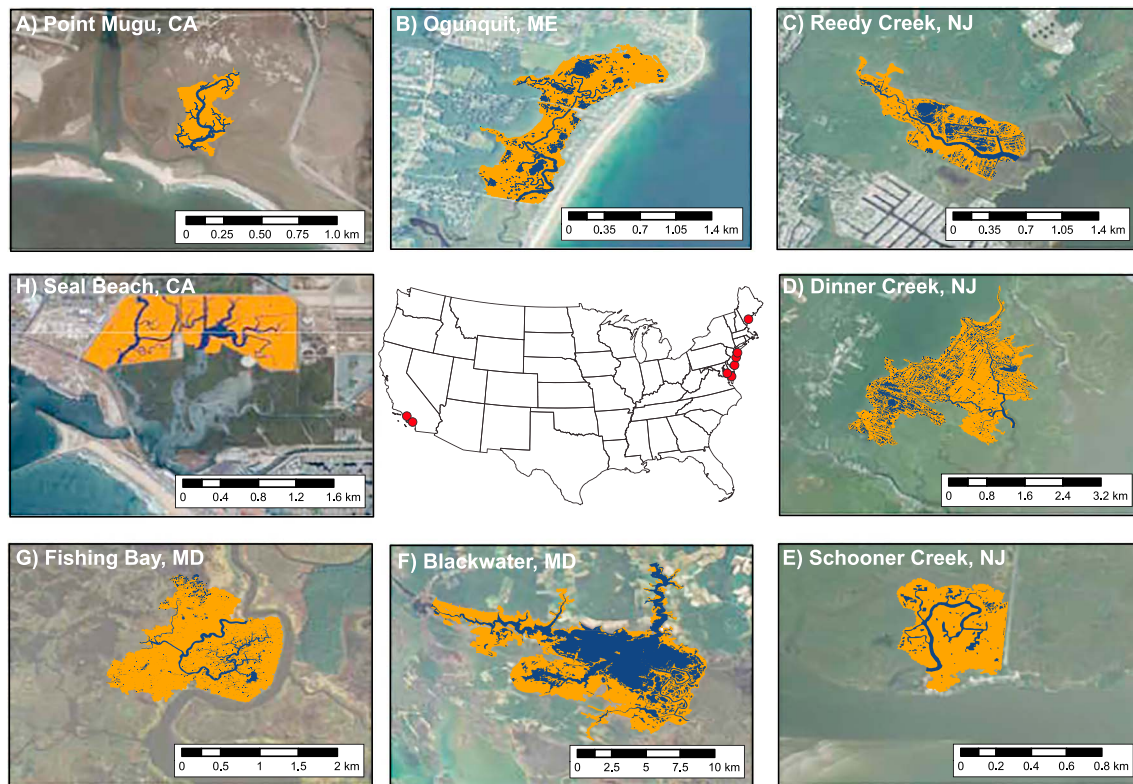 A) Point Mugu, CA
0 0.25 0.50 0.75 1.0 km
B) Ogunquit, ME
0 0.35 0.7 1.05 1.4 km
C) Reedy Creek, NJ
0 0.35 0.7 1.05 1.4 km
H) Seal Beach, CA
0 0.4 0.8 1.2 1.6 km
D) Dinner Creek, NJ
0 0.8 1.6 2.4 3.2 km
G) Fishing Bay, MD
0 0.5 1 1.5 2 km
F) Blackwater, MD
0 2.5 5 7.5 10 km
E) Schooner Creek, NJ
0 0.2 0.4 0.6 0.8 km